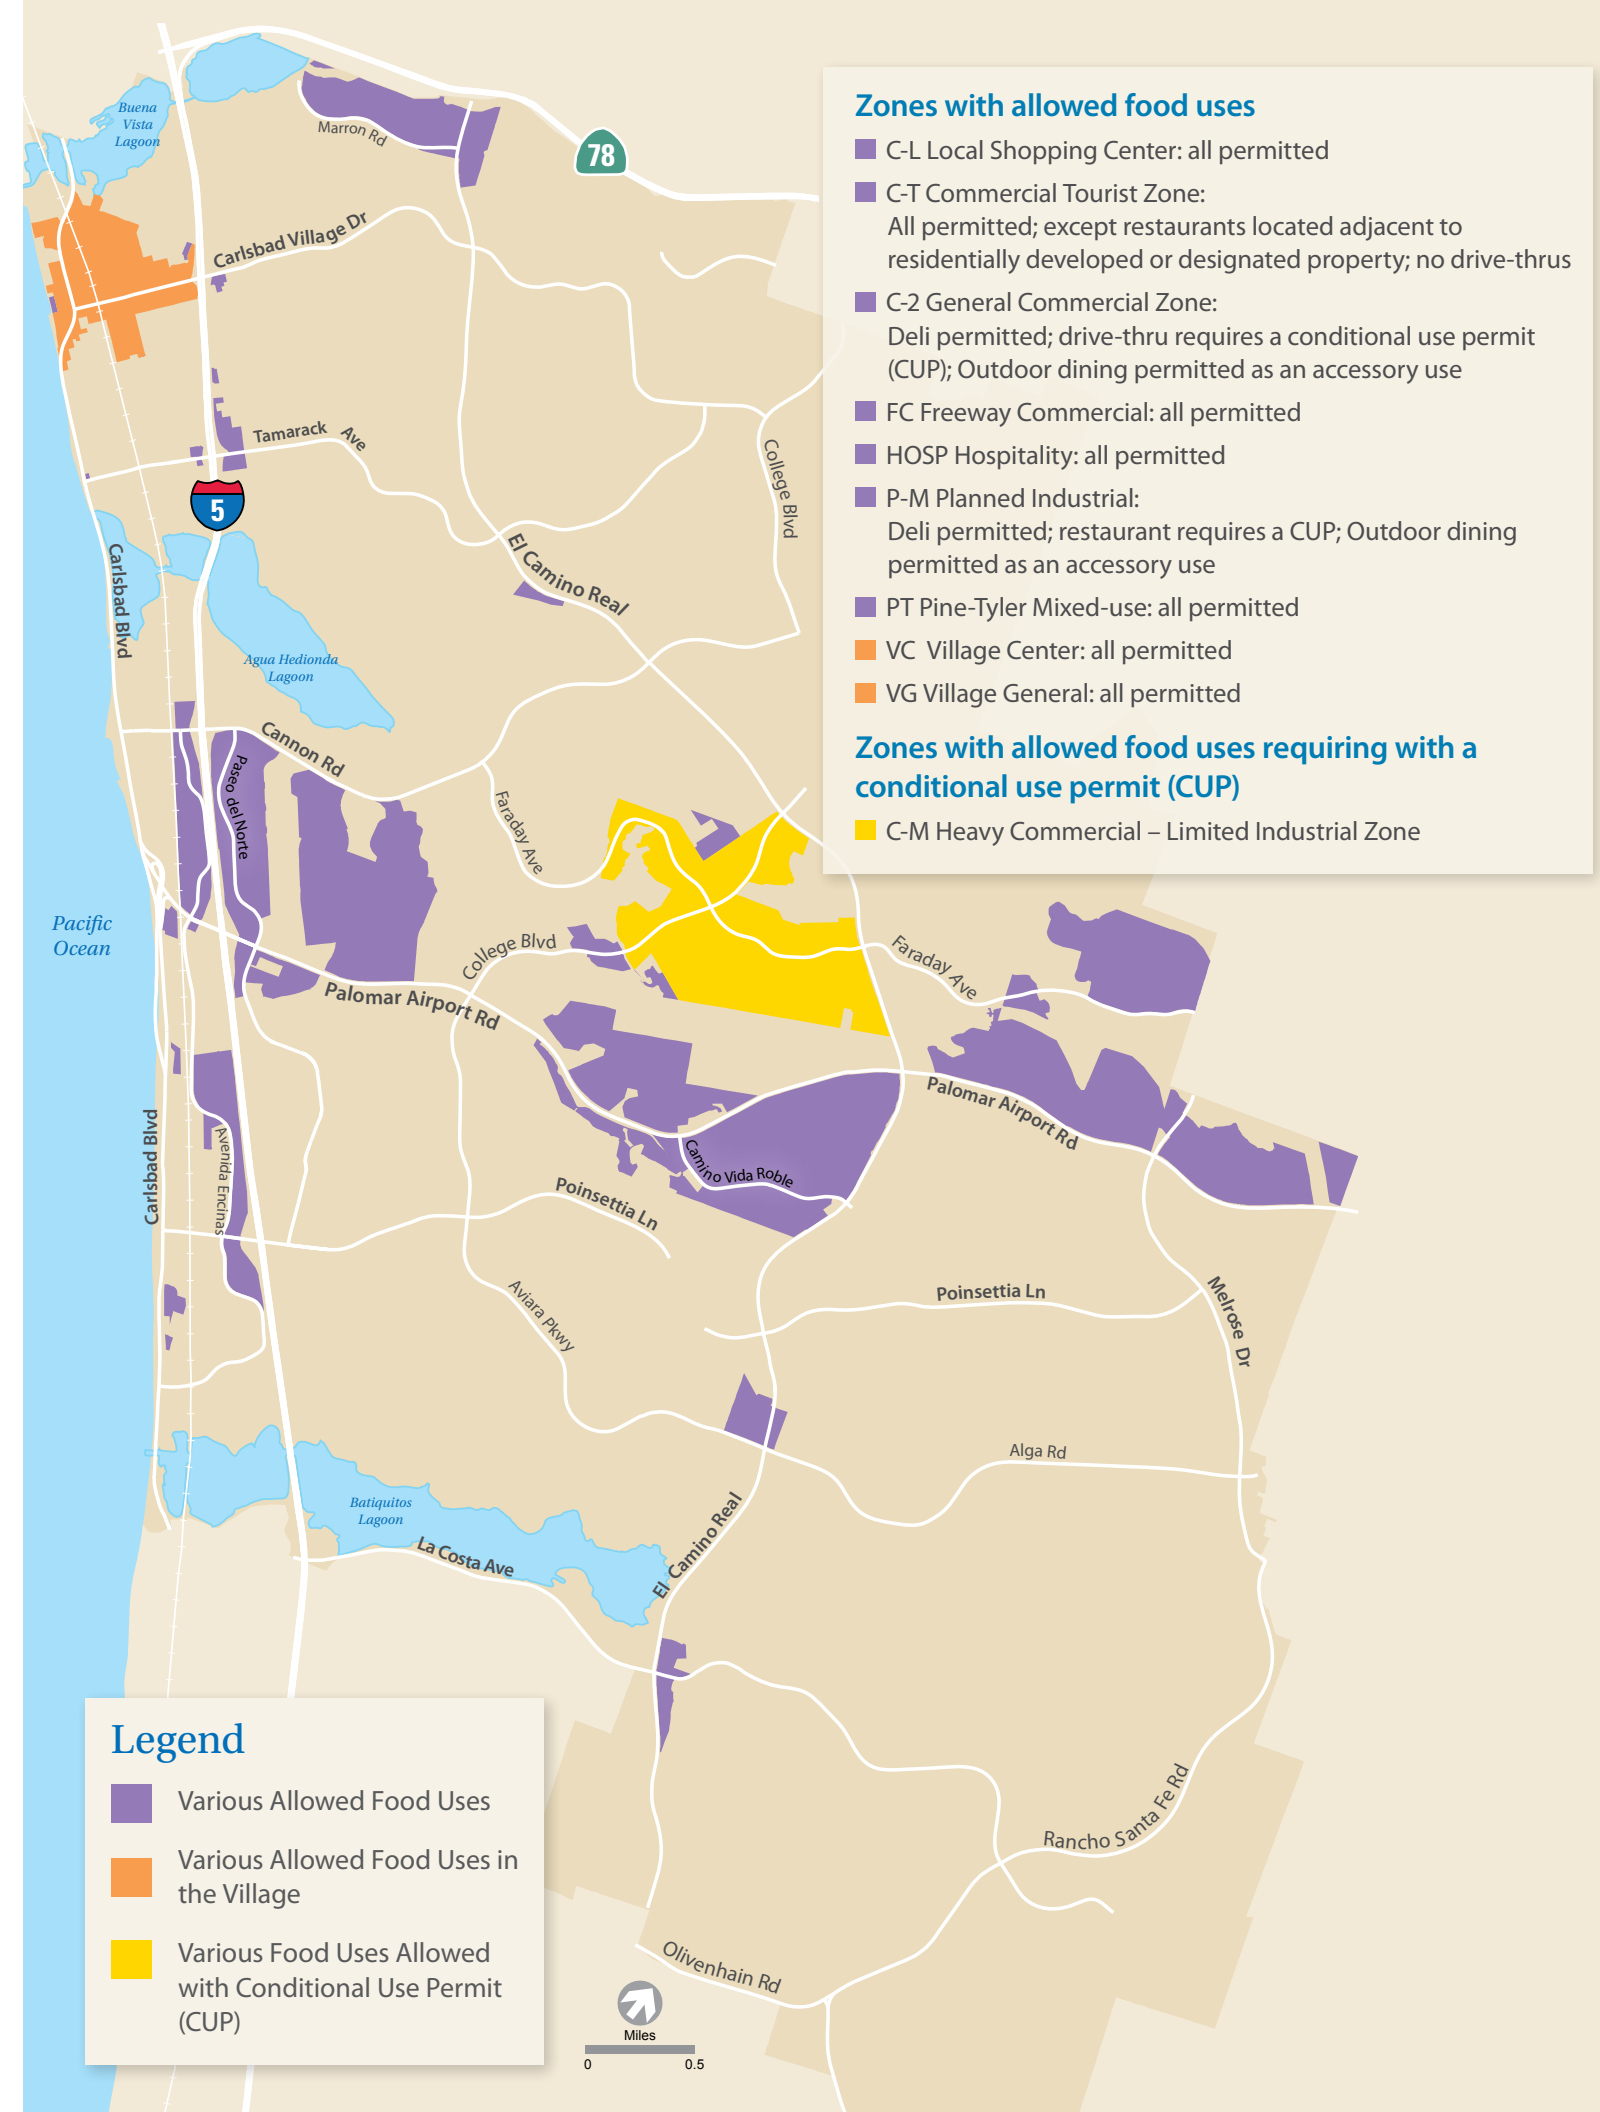 Zones with allowed food uses
C-L Local Shopping Center: all permitted
C-T Commercial Tourist Zone:
All permitted; except restaurants located adjacent to
residentially developed or designated property; no drive-thrus
C-2 General Commercial Zone:
Deli permitted; drive-thru requires a conditional use permit
(CUP); Outdoor dining permitted as an accessory use
FC Freeway Commercial: all permitted
HOSP Hospitality: all permitted
P-M Planned Industrial:
Deli permitted; restaurant requires a CUP; Outdoor dining
permitted as an accessory use
PT Pine-Tyler Mixed-use: all permitted
VC Village Center: all permitted
VG Village General: all permitted
Zones with allowed food uses requiring with a
conditional use permit (CUP)
C-M Heavy Commercial – Limited Industrial Zone
Buena
Vista
Lagoon
Marron Rd
78
Carlsbad Village Dr
Tamarack Ave
5
College Blvd
El Camino Real
Carlsbad Blvd
Agua Hedionda
Lagoon
Cannon Rd
Paseo del Norte
Faraday Ave
Pacific
Ocean
College Blvd
Faraday Ave
Palomar Airport Rd
Palomar Airport Rd
Carlsbad Blvd
Avenida Encinas
Camino Vida Roble
Poinsettia Ln
Poinsettia Ln
Aviara Pkwy
Melrose Dr
Alga Rd
Batiquitos
Lagoon
La Costa Ave
El Camino Real
Rancho Santa Fe Rd
Olivenhain Rd
Legend
Various Allowed Food Uses
Various Allowed Food Uses in
the Village
Various Food Uses Allowed
with Conditional Use Permit
(CUP)
Miles
0 0.5